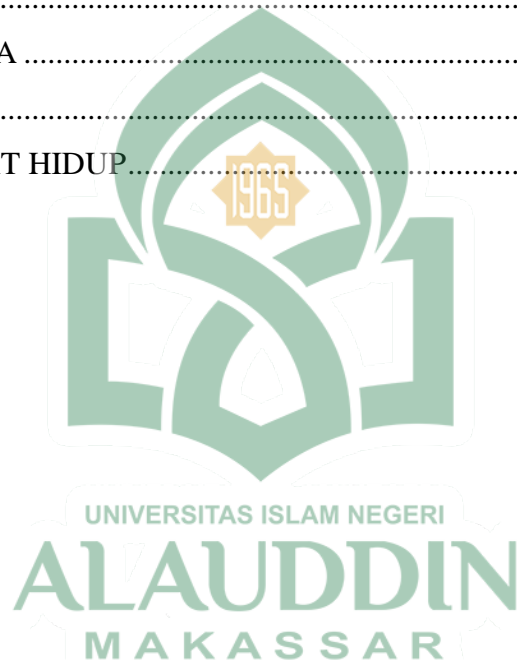 ....................................................................
A ................................................................
....................................................................
T HIDUP..................................................
1965
UNIVERSITAS ISLAM NEGERI
ALAUDDIN
MAKASSAR